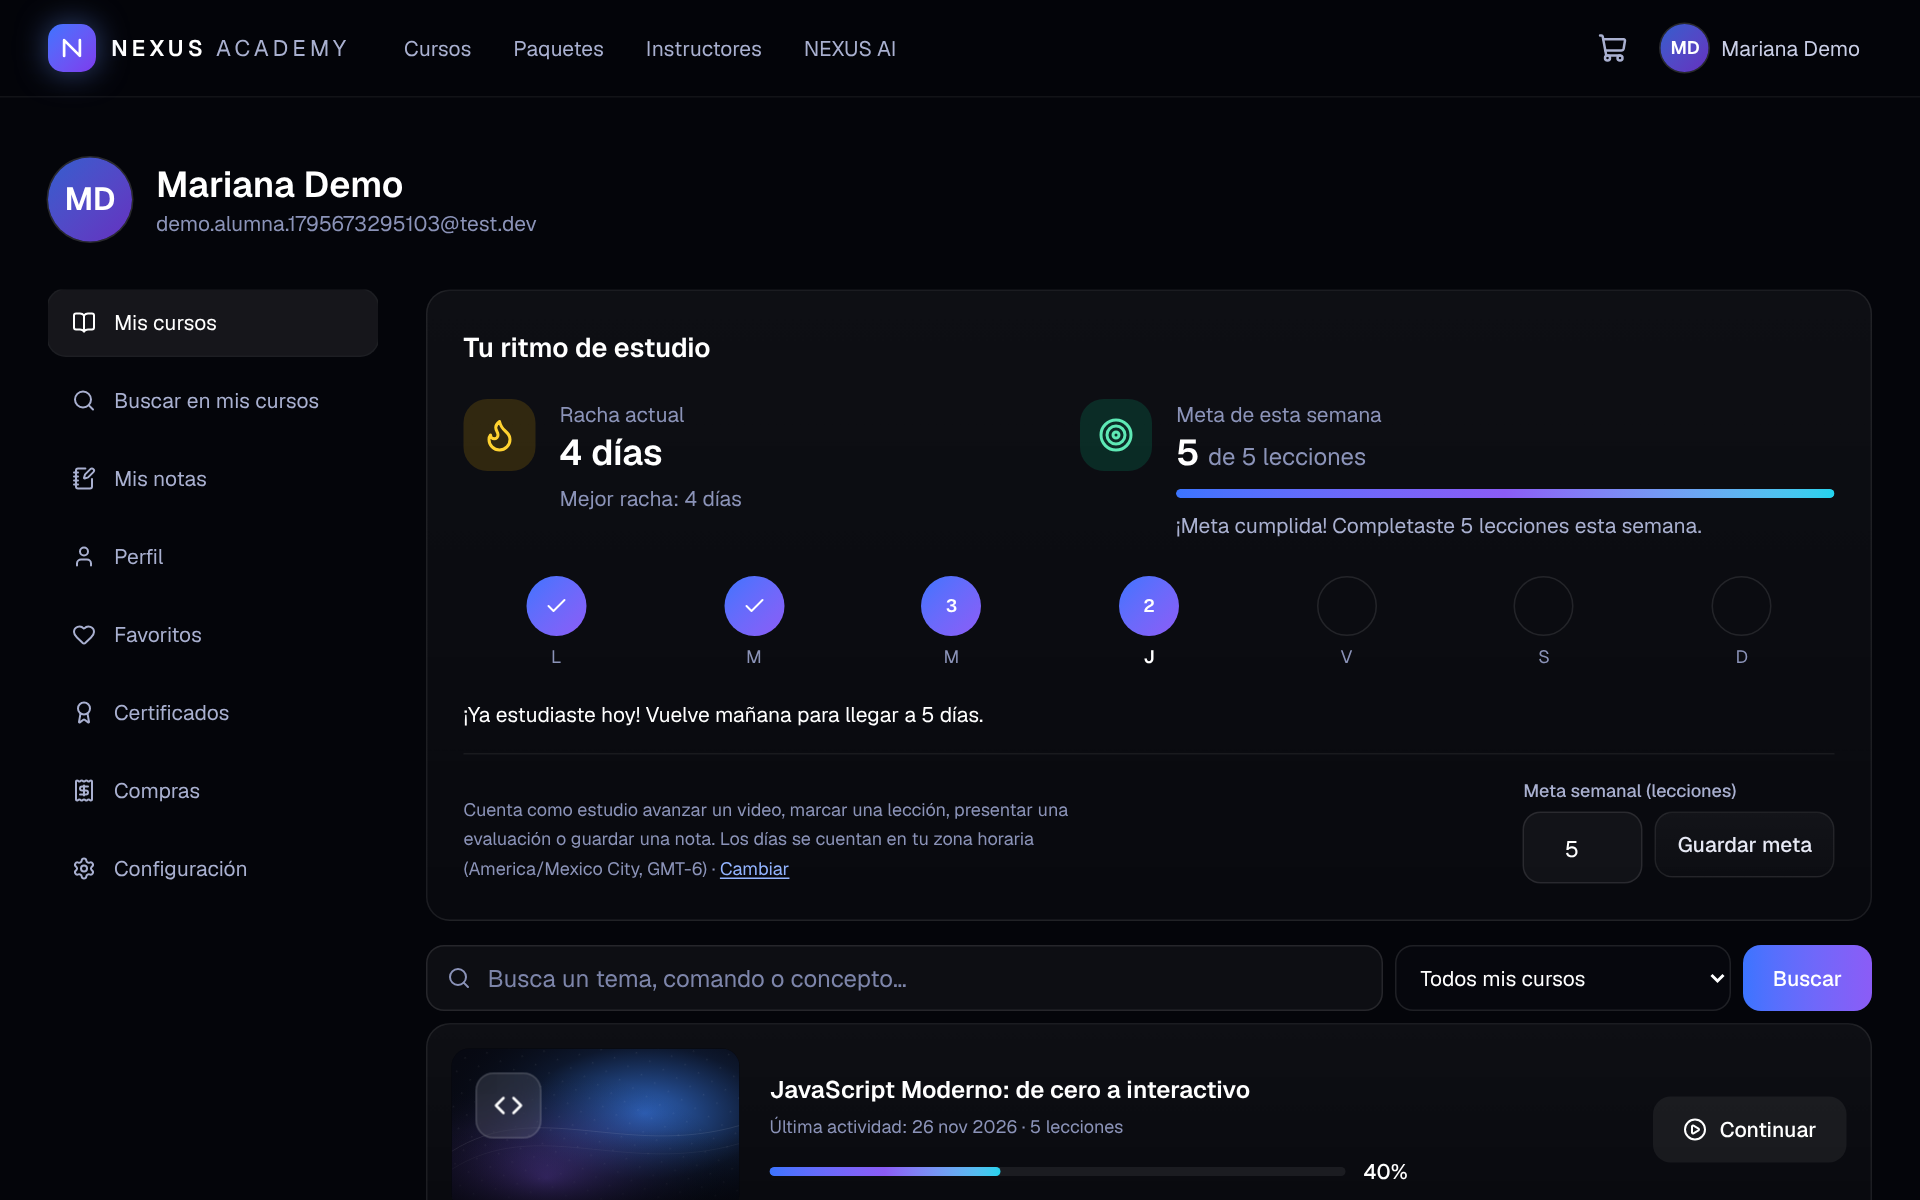 NEXUS ACADEMY
Cursos
Paquetes
Instructores
NEXUS AI
MD
Mariana Demo
MD
Mariana Demo
demo.alumna.1795673295103@test.dev
Mis cursos
Buscar en mis cursos
Mis notas
Perfil
Favoritos
Certificados
Compras
Configuración
Tu ritmo de estudio
Racha actual
4 días
Mejor racha: 4 días
Meta de esta semana
5 de 5 lecciones
¡Meta cumplida! Completaste 5 lecciones esta semana.
3
2
L
M
M
J
V
S
D
¡Ya estudiaste hoy! Vuelve mañana para llegar a 5 días.
Cuenta como estudio avanzar un video, marcar una lección, presentar una
evaluación o guardar una nota. Los días se cuentan en tu zona horaria
(America/Mexico City, GMT-6) · Cambiar
Meta semanal (lecciones)
5
Guardar meta
Busca un tema, comando o concepto...
Todos mis cursos
Buscar
JavaScript Moderno: de cero a interactivo
Última actividad: 26 nov 2026 · 5 lecciones
40%
Continuar